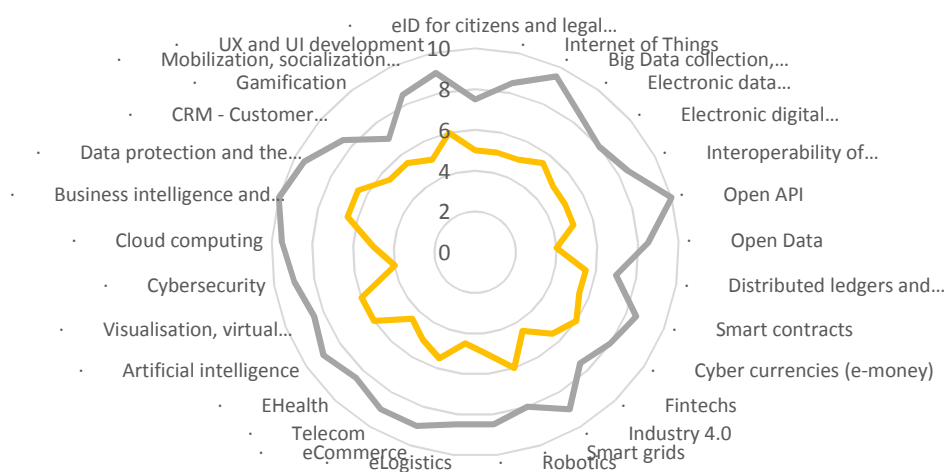 · eID for citizens and legal...
· Internet of Things
· Big Data collection,...
· Electronic data...
· Electronic digital...
· Interoperability of...
· Open API
· Open Data
· Distributed ledgers and...
· Smart contracts
· Cyber currencies (e-money)
· Fintechs
· Industry 4.0
· Smart grids
· Robotics
· eLogistics
· eCommerce
· Telecom
· EHealth
· Artificial intelligence
· Visualisation, virtual...
· Cybersecurity
· Cloud computing
· Business intelligence and...
· Data protection and the...
· CRM - Customer...
· Gamification
· Mobilization, socialization...
· UX and UI development
10
8
6
4
2
0